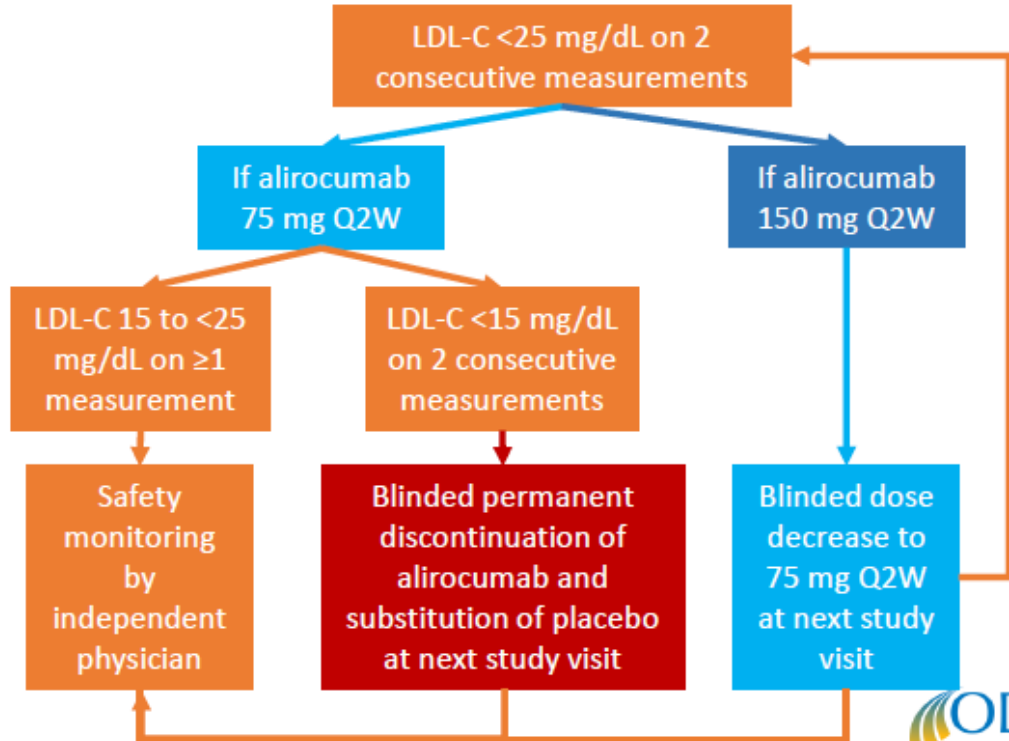 LDL-C <25 mg/dL on 2
consecutive measurements
If alirocumab
75 mg Q2W
If alirocumab
150 mg Q2W
LDL-C 15 to <25
mg/dL on ≥1
measurement
LDL-C <15 mg/dL
on 2 consecutive
measurements
Safety
monitoring
by
independent
physician
Blinded permanent
discontinuation of
alirocumab and
substitution of placebo
at next study visit
Blinded dose
decrease to
75 mg Q2W
at next study
visit